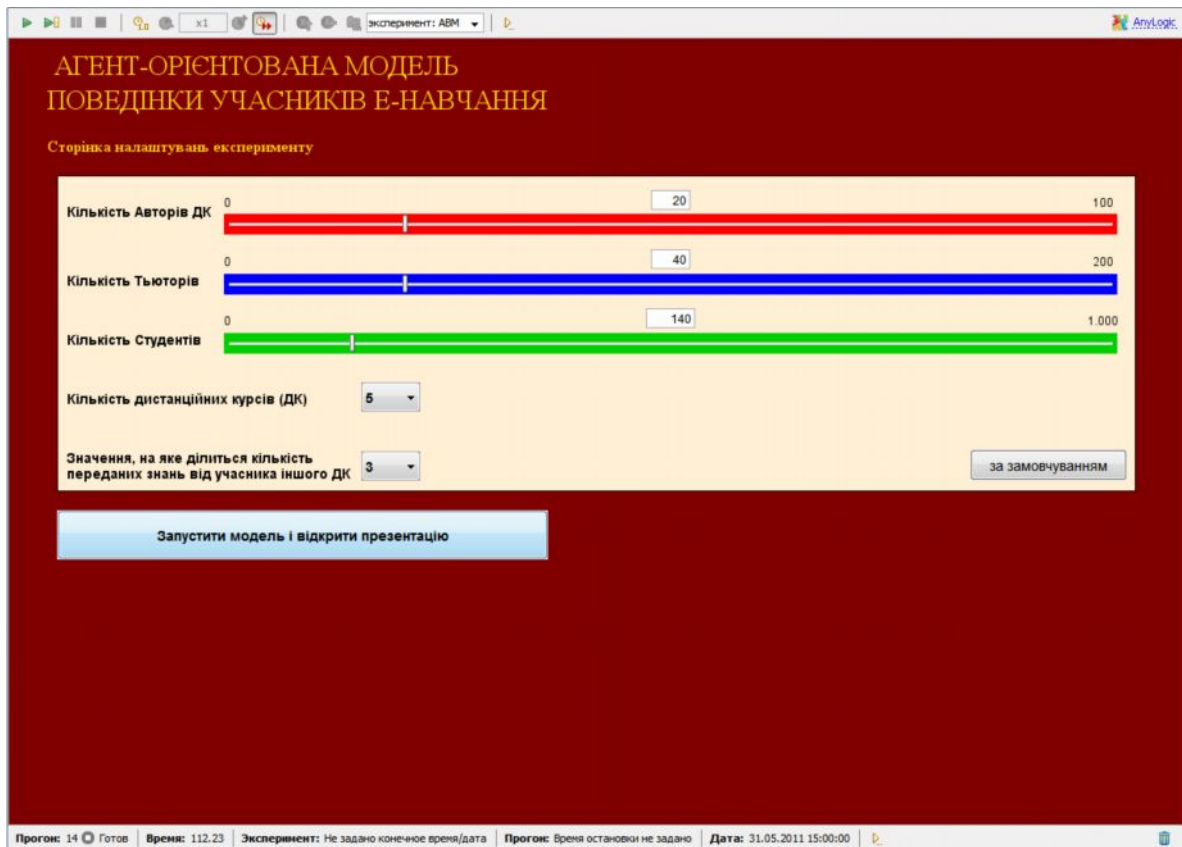 x1
эксперимент: ABM
AnyLogic
АГЕНТ-ОРІЄНТОВАНА МОДЕЛЬ
ПОВЕДІНКИ УЧАСНИКІВ Е-НАВЧАННЯ
Сторінка налаштувань експерименту
0 20 100
Кількість Авторів ДК
0 40 200
Кількість Тьюторів
0 140 1.000
Кількість Студентів
Кількість дистанційних курсів (ДК) 5
Значення, на яке ділиться кількість
переданих знань від учасника іншого ДК 3
за замовчуванням
Запустити модель і відкрити презентацію
Прогон: 14 Готов Время: 112.23 Эксперимент: Не задано конечное время/дата Прогон: Время остановки не задано Дата: 31.05.2011 15:00:00